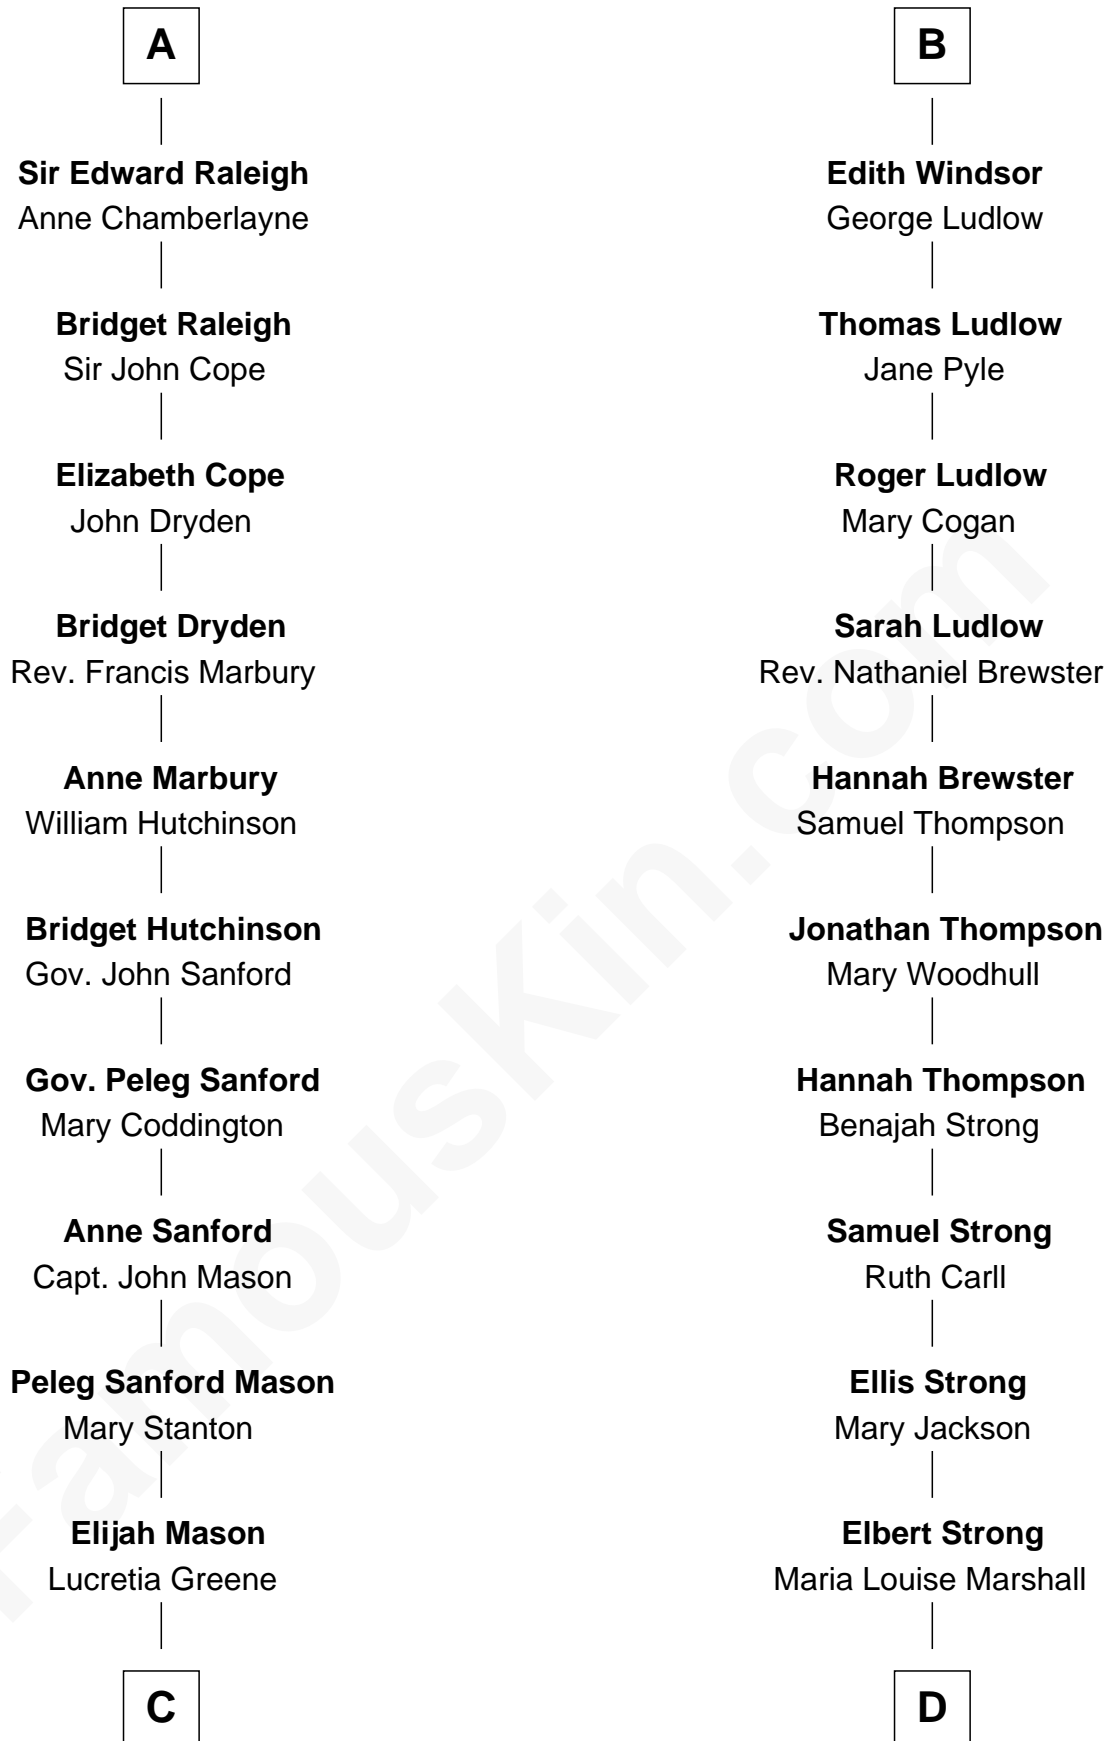 A
Sir Edward Raleigh
Anne Chamberlayne
Bridget Raleigh
Sir John Cope
Elizabeth Cope
John Dryden
Bridget Dryden
Rev. Francis Marbury
Anne Marbury
William Hutchinson
Bridget Hutchinson
Gov. John Sanford
Gov. Peleg Sanford
Mary Coddington
Anne Sanford
Capt. John Mason
Peleg Sanford Mason
Mary Stanton
Elijah Mason
Lucretia Greene
C
B
Edith Windsor
George Ludlow
Thomas Ludlow
Jane Pyle
Roger Ludlow
Mary Cogan
Sarah Ludlow
Rev. Nathaniel Brewster
Hannah Brewster
Samuel Thompson
Jonathan Thompson
Mary Woodhull
Hannah Thompson
Benajah Strong
Samuel Strong
Ruth Carll
Ellis Strong
Mary Jackson
Elbert Strong
Maria Louise Marshall
D
FamousKin.com